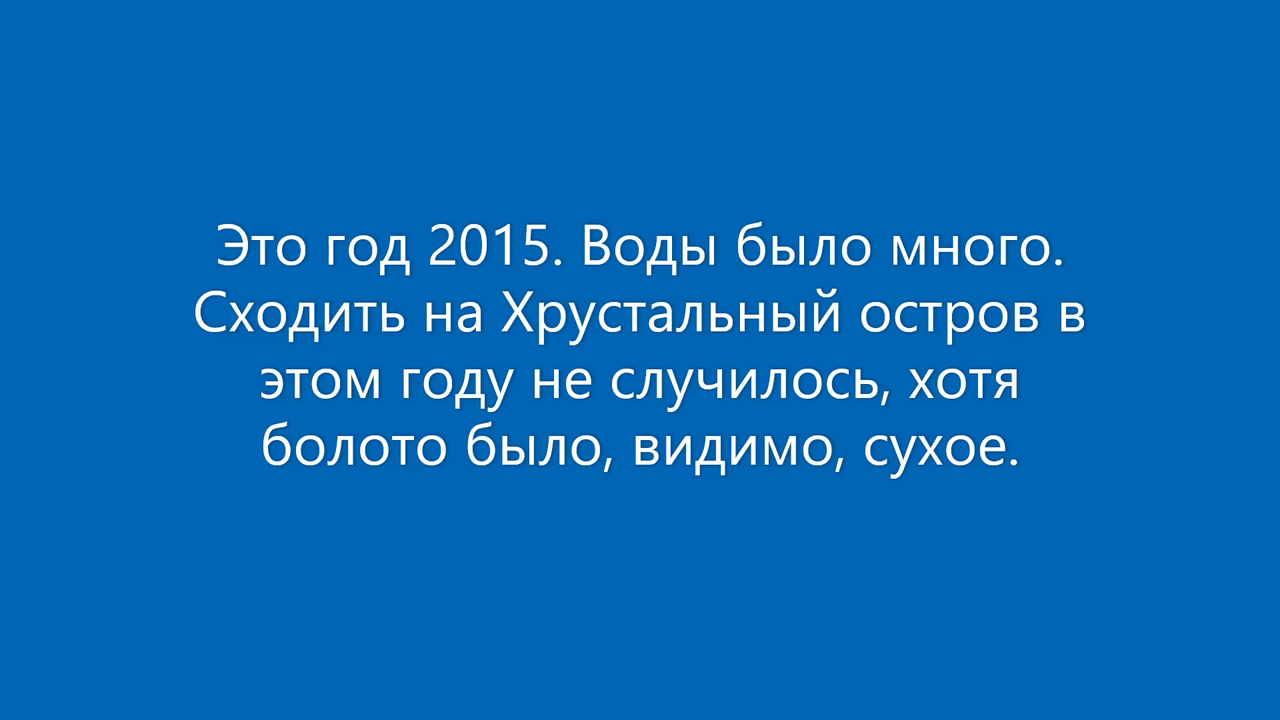 Это год 2015. Воды было много.
Сходить на Хрустальный остров в
этом году не случилось, хотя
болото было, видимо, сухое.